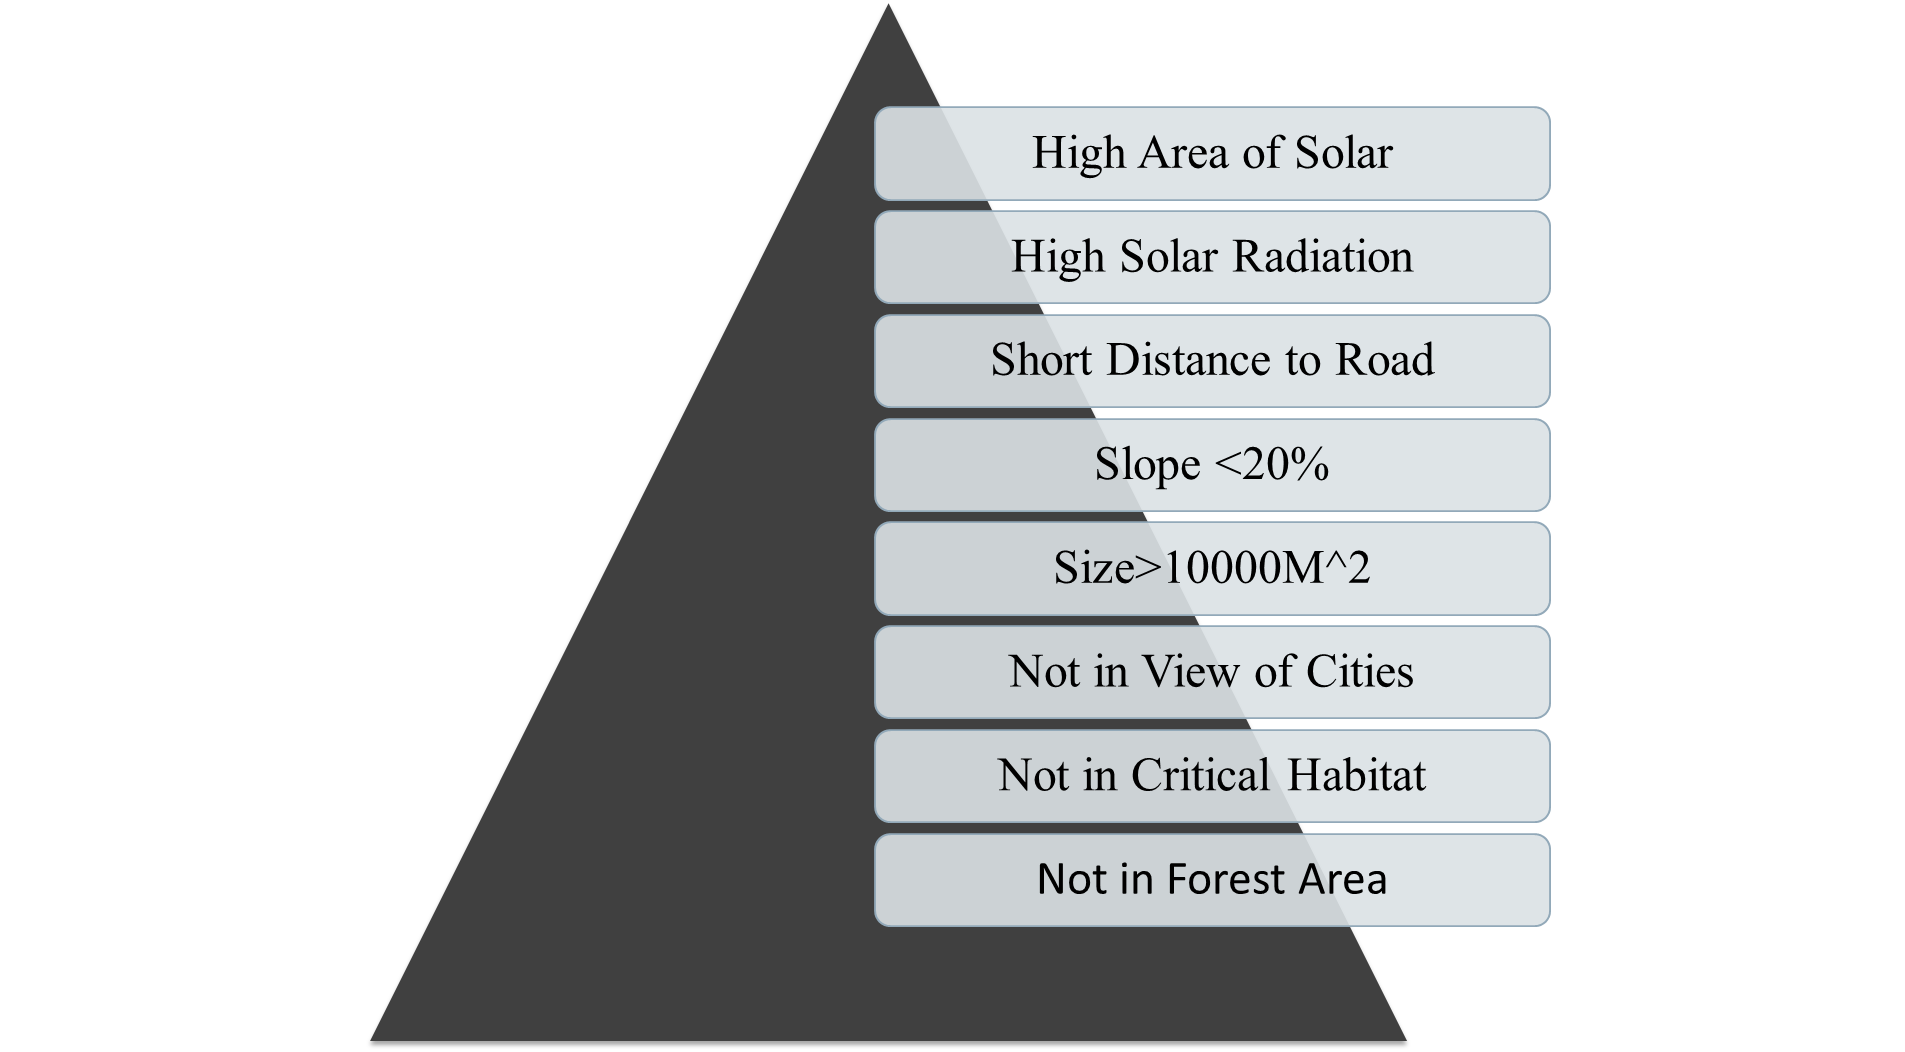 High Area of Solar
High Solar Radiation
Short Distance to Road
Slope <20%
Size>10000M^2
Not in View of Cities
Not in Critical Habitat
Not in Forest Area